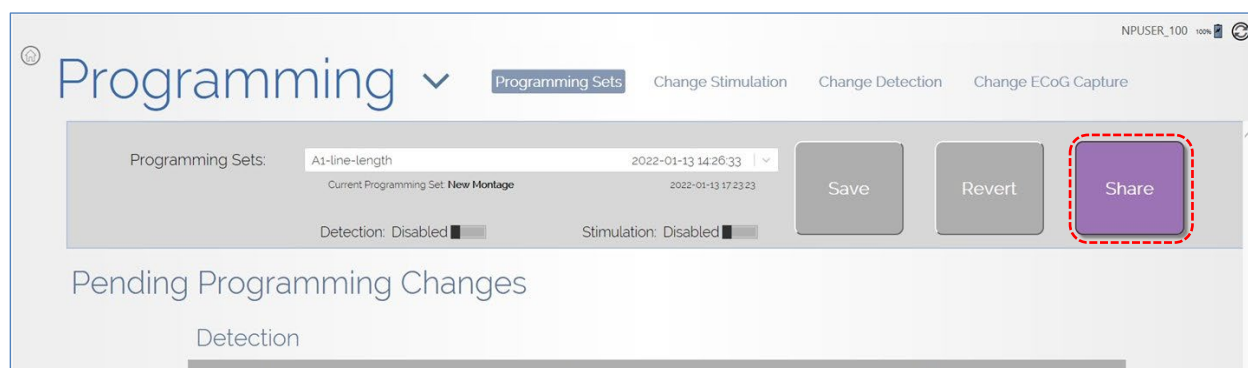 NPUSER_100 100%
Programming
Programming Sets Change Stimulation Change Detection Change ECoG Capture
Programming Sets: A1-line-length 2022-01-13 14:26:33
Current Programming Set: New Montage 2022-01-13 17:23:23
Save Revert Share
Detection: Disabled Stimulation: Disabled
Pending Programming Changes
Detection